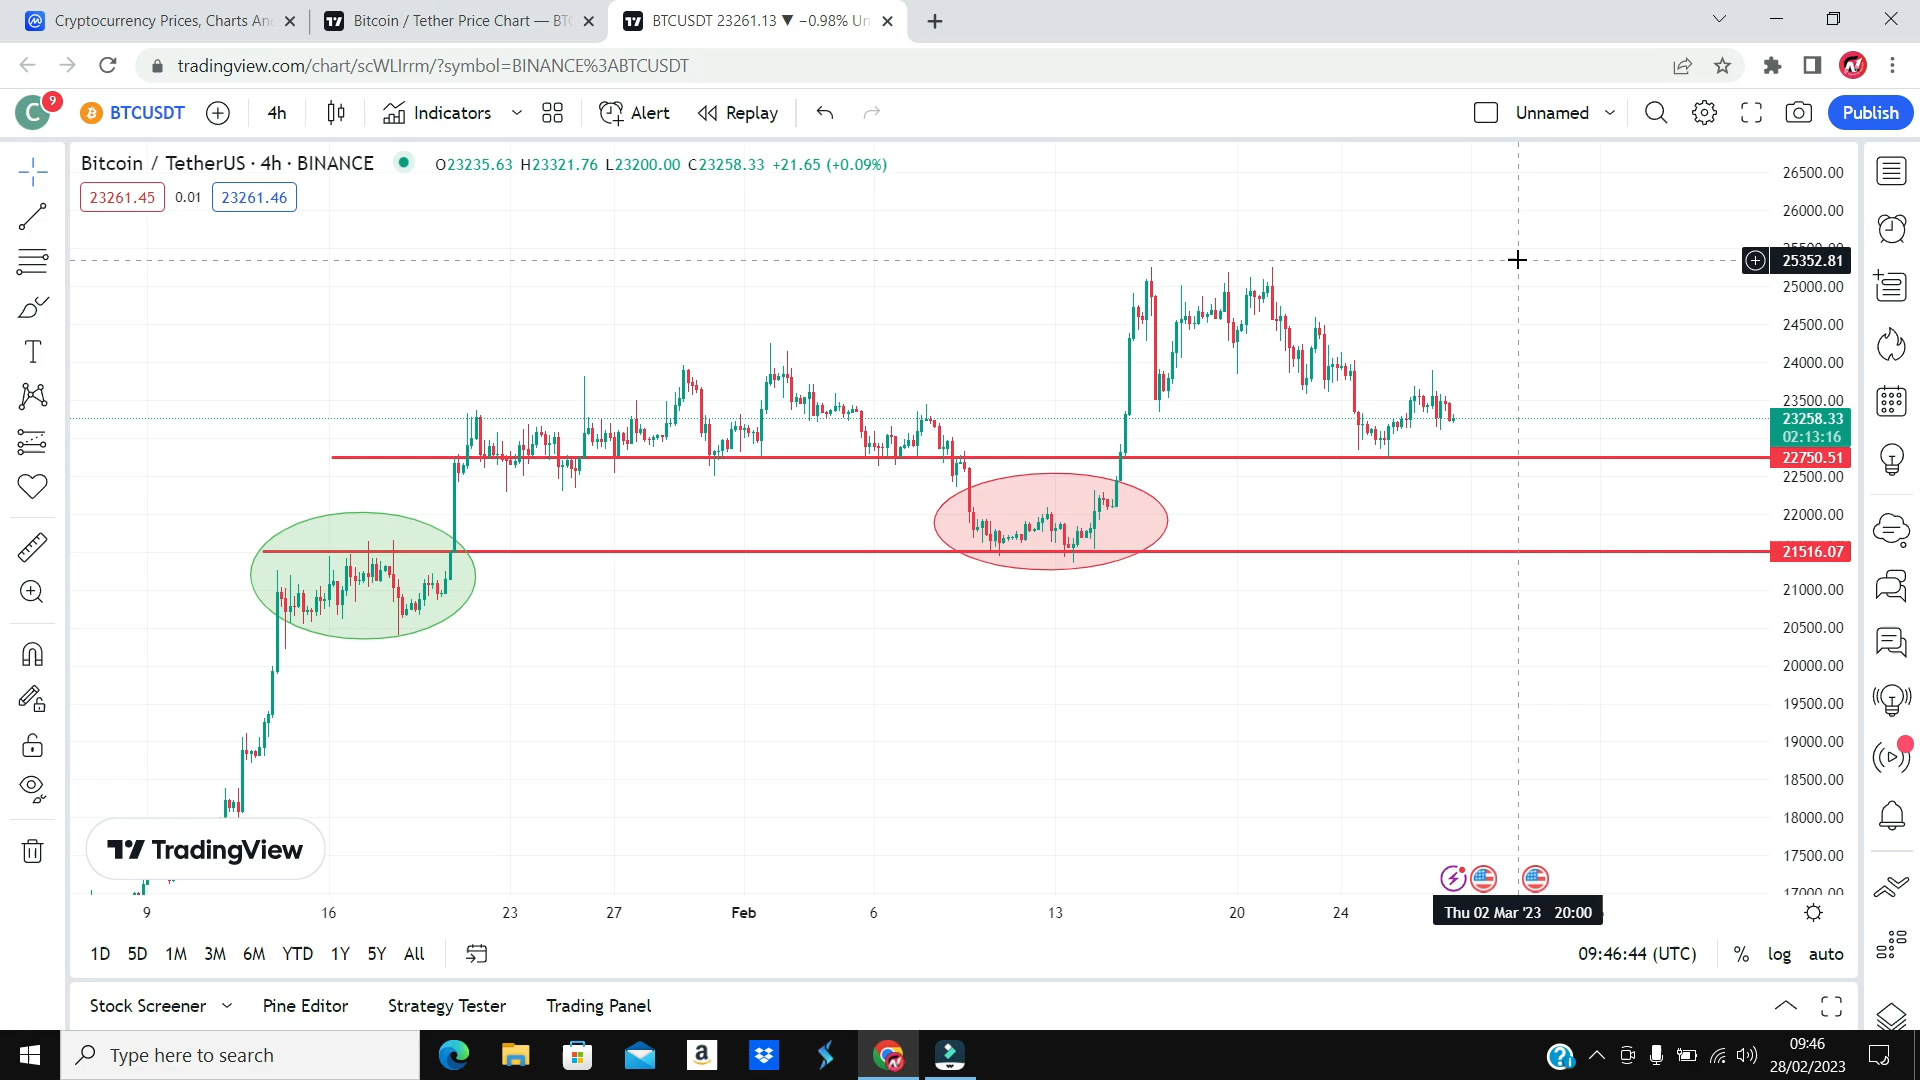 Cryptocurrency Prices, Charts An
Bitcoin / Tether Price Chart — BTC
BTCUSDT 23261.13 ▼ −0.98% Un
tradingview.com/chart/scWLIrrm/?symbol=BINANCE%3ABTCUSDT
C 9
BTCUSDT
4h
Indicators
Alert
Replay
Unnamed
Publish
Bitcoin / TetherUS · 4h · BINANCE
O23235.63 H23321.76 L23200.00 C23258.33 +21.65 (+0.09%)
23261.45
0.01
23261.46
26500.00
26000.00
25500.00
25352.81
25000.00
24500.00
24000.00
23500.00
23258.33
02:13:16
22750.51
22500.00
22000.00
21516.07
21000.00
20500.00
20000.00
19500.00
19000.00
18500.00
18000.00
17500.00
17000.00
TradingView
9
16
23
27
Feb
6
13
20
24
Thu 02 Mar '23 20:00
1D
5D
1M
3M
6M
YTD
1Y
5Y
All
09:46:44 (UTC)
%
log
auto
Stock Screener
Pine Editor
Strategy Tester
Trading Panel
Type here to search
09:46
28/02/2023